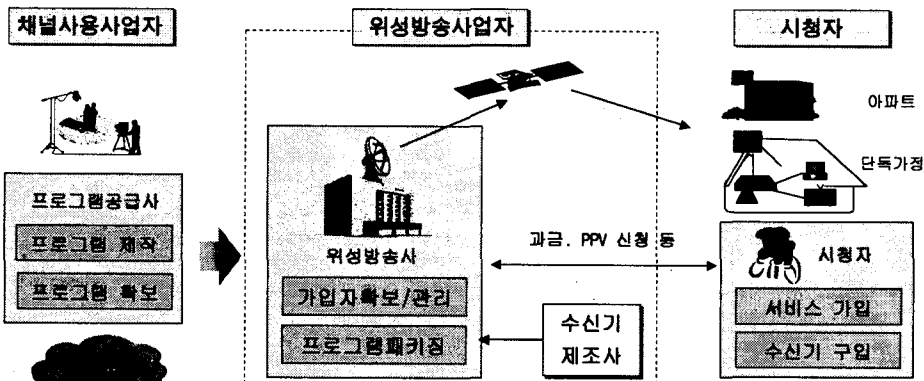 채널사용사업자
위성방송사업자
시청자
아파트
단독가정
프로그램공급사
프로그램 제작
프로그램 확보
위성방송사
가입자확보/관리
프로그램패키징
과금. PPV 신청 등
수신기
제조사
시청자
서비스 가입
수신기 구입